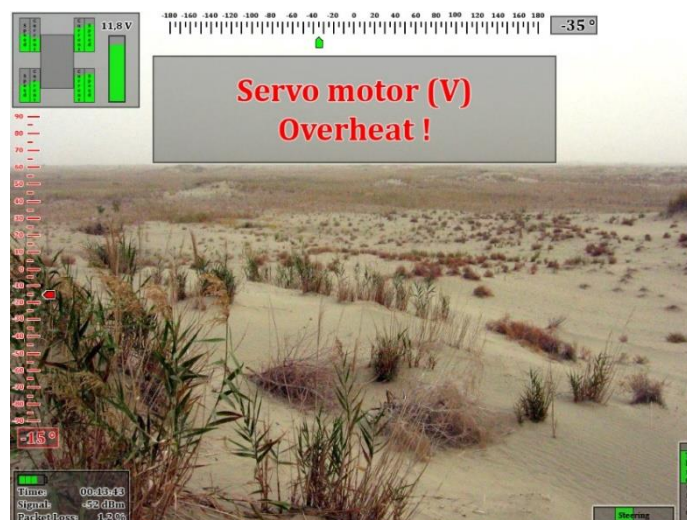 11,8 V
-180 -160 -140 -120 -100 -80 -60 -40 -20 0 20 40 60 80 100 120 140 160 180
-35 °
Servo motor (V)
Overheat !
90
80
70
60
50
40
30
20
10
0
-10
-20
-30
-40
-50
-60
-70
-80
-90
-15 °
Time: 00:13:43
Signal: -52 dBm
Packet Loss: 1.2 %
Steering